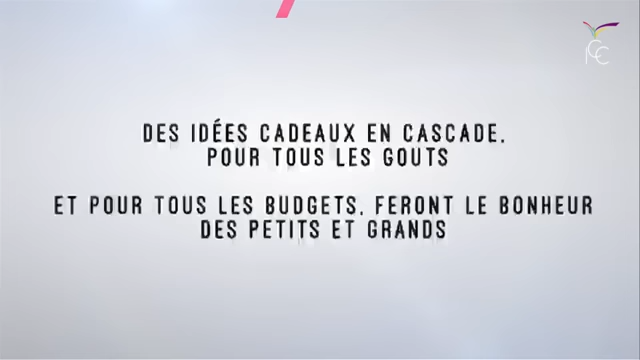 ICC
DES IDÉES CADEAUX EN CASCADE,
POUR TOUS LES GOUTS
ET POUR TOUS LES BUDGETS, FERONT LE BONHEUR
DES PETITS ET GRANDS